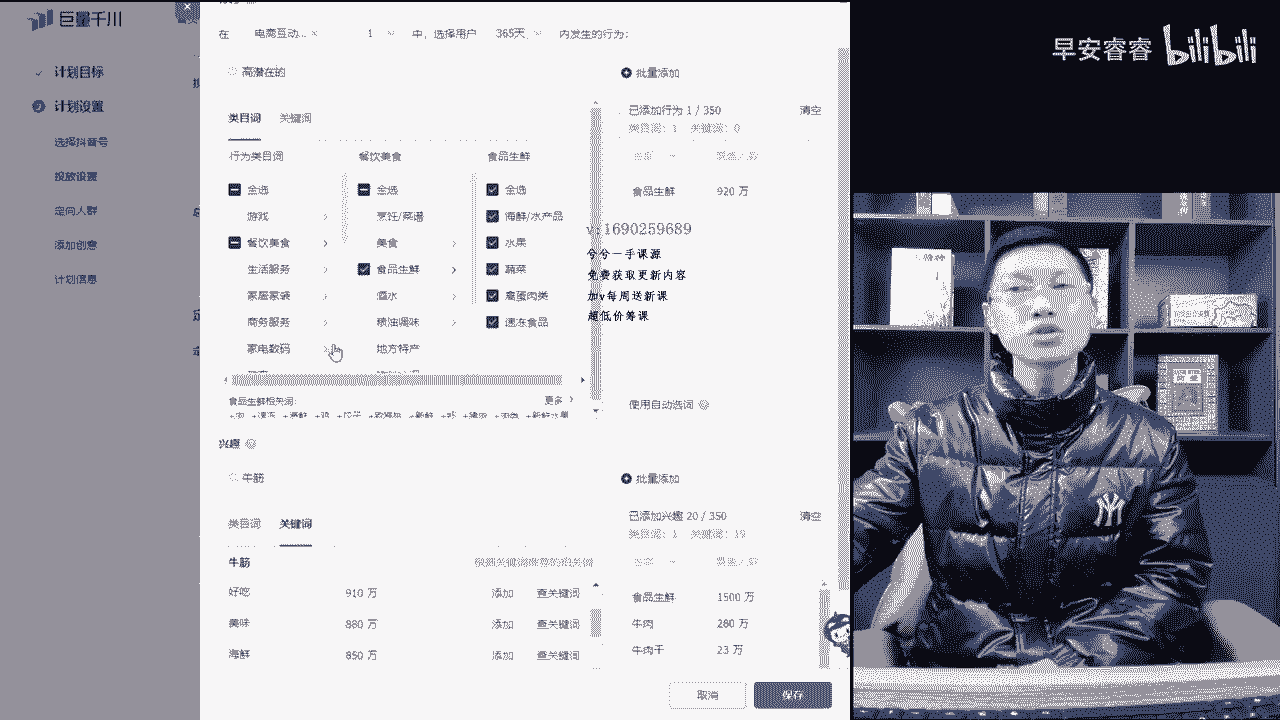 巨量千川
计划目标
计划设置
选择抖音号
投放设置
定向人群
添加创意
计划信息
在 电商互动... × 1 中，选择用户 365天 内发生的行为：
高潜在的
批量添加
类目词 关键词
已添加行为 1 / 350 清空
类目词：1 关键词：0
行为类目词 餐饮美食 食品生鲜
全选 全选 全选
游戏 烹饪/菜谱 海鲜/水产品
餐饮美食 美食 水果
生活服务 食品生鲜 蔬菜
家居家装 酒水 禽蛋肉类
商务服务 粮油调味 速冻食品
家电数码 地方特产
食品生鲜 920 万
v:1690259689
兮兮一手课源
免费获取更新内容
加v每周送新课
超低价筹课
食品生鲜相关词: 更多
使用自动选词
兴趣
牛筋
批量添加
类目词 关键词
已添加兴趣 20 / 350 清空
类目词：1 关键词：19
牛筋
好吃 910 万 添加 查关键词
美味 880 万 添加 查关键词
海鲜 850 万 添加 查关键词
食品生鲜 1500 万
牛肉 280 万
牛肉干 23 万
取消 保存
早安睿睿 bilibili
NY